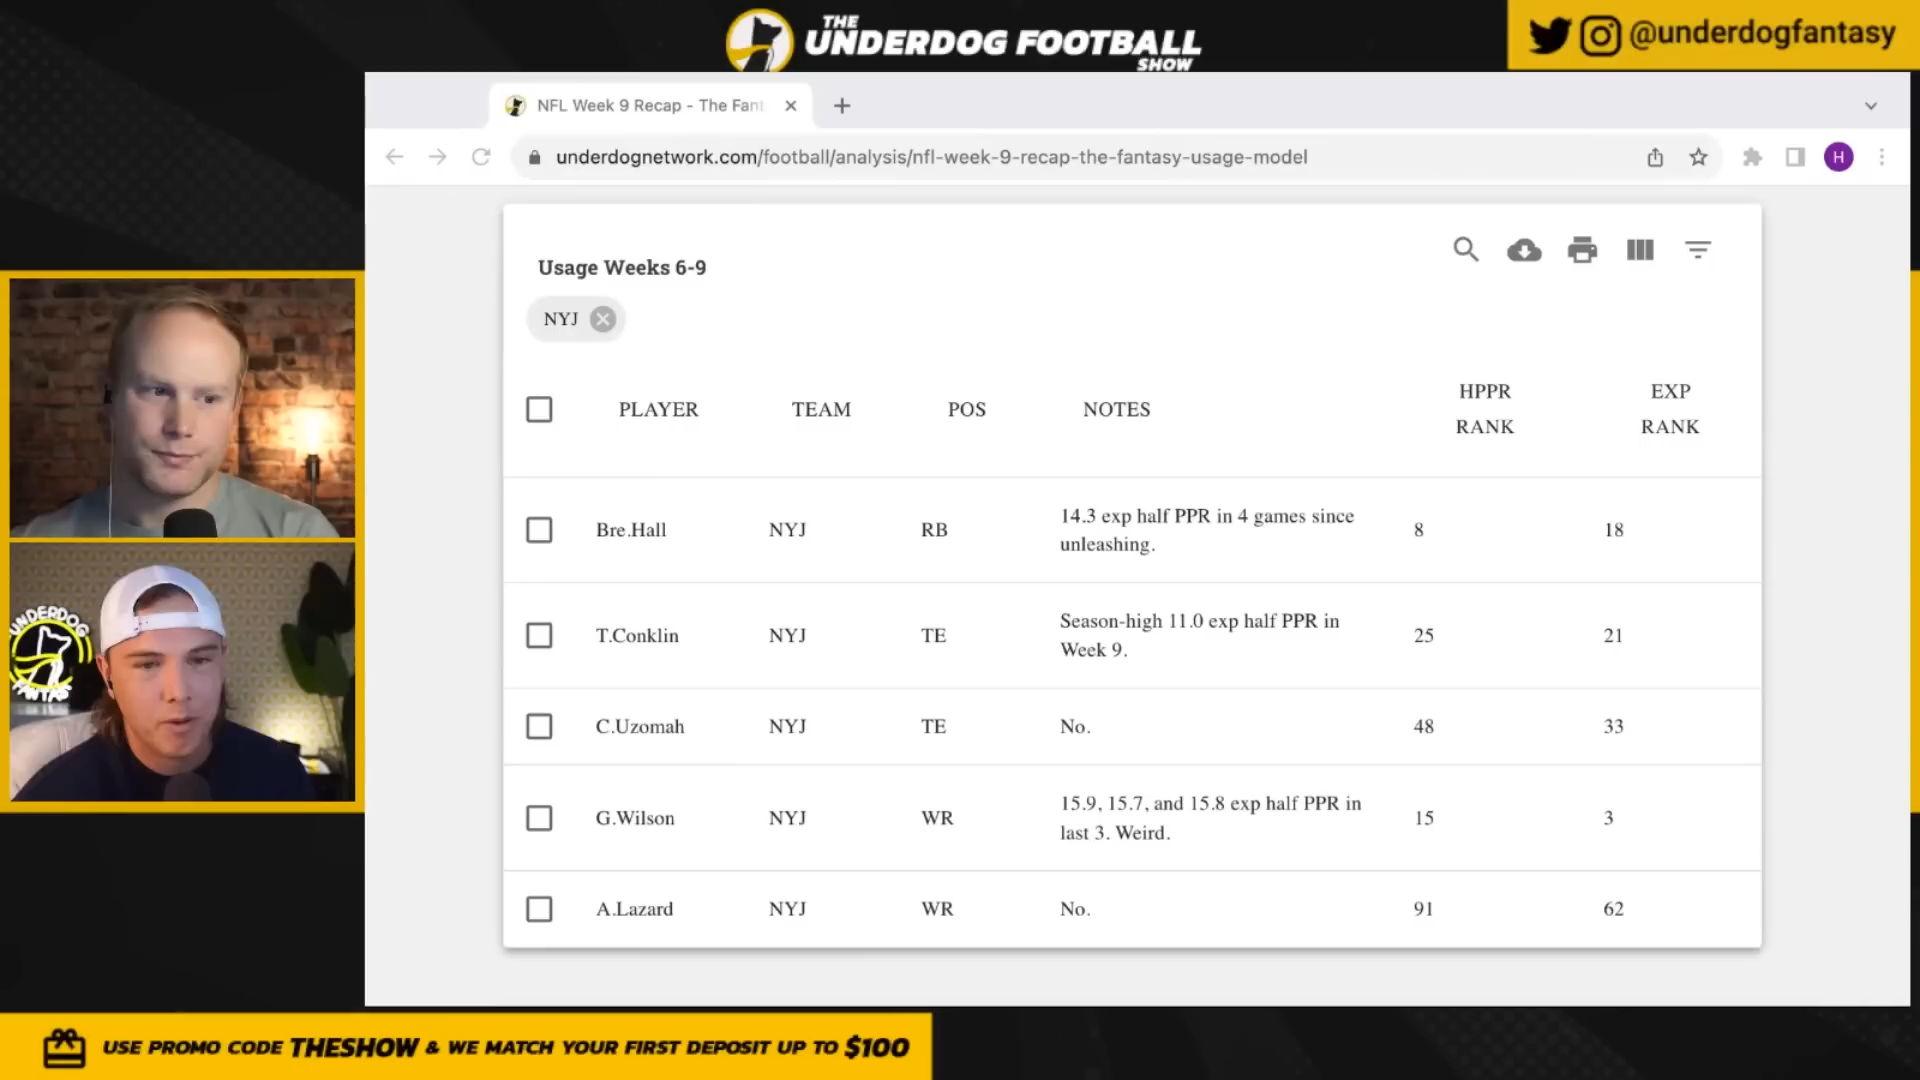 THE
UNDERDOG FOOTBALL
SHOW
@underdogfantasy
NFL Week 9 Recap - The Fant
underdognetwork.com/football/analysis/nfl-week-9-recap-the-fantasy-usage-model
H
Usage Weeks 6-9
NYJ
PLAYER TEAM POS NOTES HPPR RANK EXP RANK
Bre.Hall NYJ RB 14.3 exp half PPR in 4 games since unleashing. 8 18
T.Conklin NYJ TE Season-high 11.0 exp half PPR in Week 9. 25 21
C.Uzomah NYJ TE No. 48 33
G.Wilson NYJ WR 15.9, 15.7, and 15.8 exp half PPR in last 3. Weird. 15 3
A.Lazard NYJ WR No. 91 62
UNDERDOG
FANTAS
USE PROMO CODE THESHOW & WE MATCH YOUR FIRST DEPOSIT UP TO $100